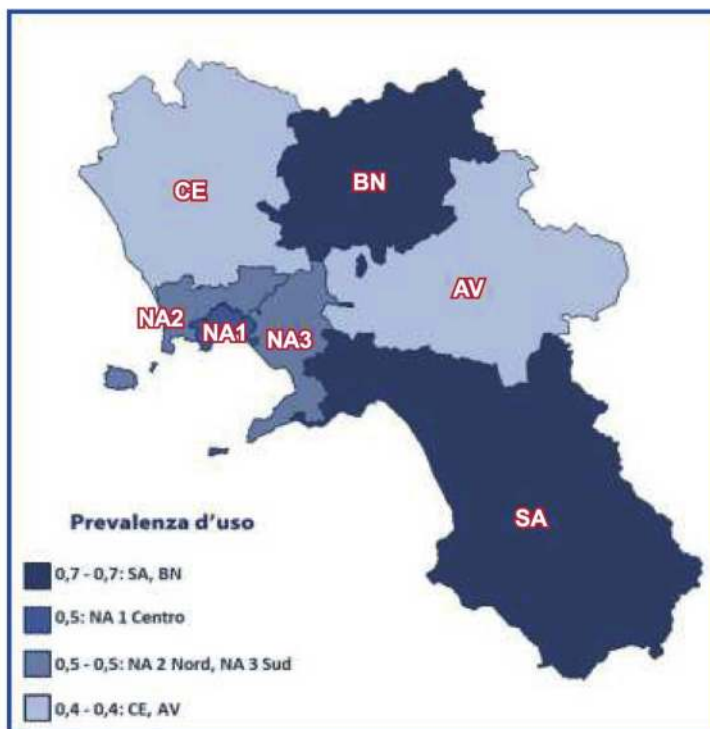 CE
BN
AV
NA2
NA1
NA3
SA
Prevalenza d'uso
0,7 - 0,7: SA, BN
0,5: NA 1 Centro
0,5 - 0,5: NA 2 Nord, NA 3 Sud
0,4 - 0,4: CE, AV